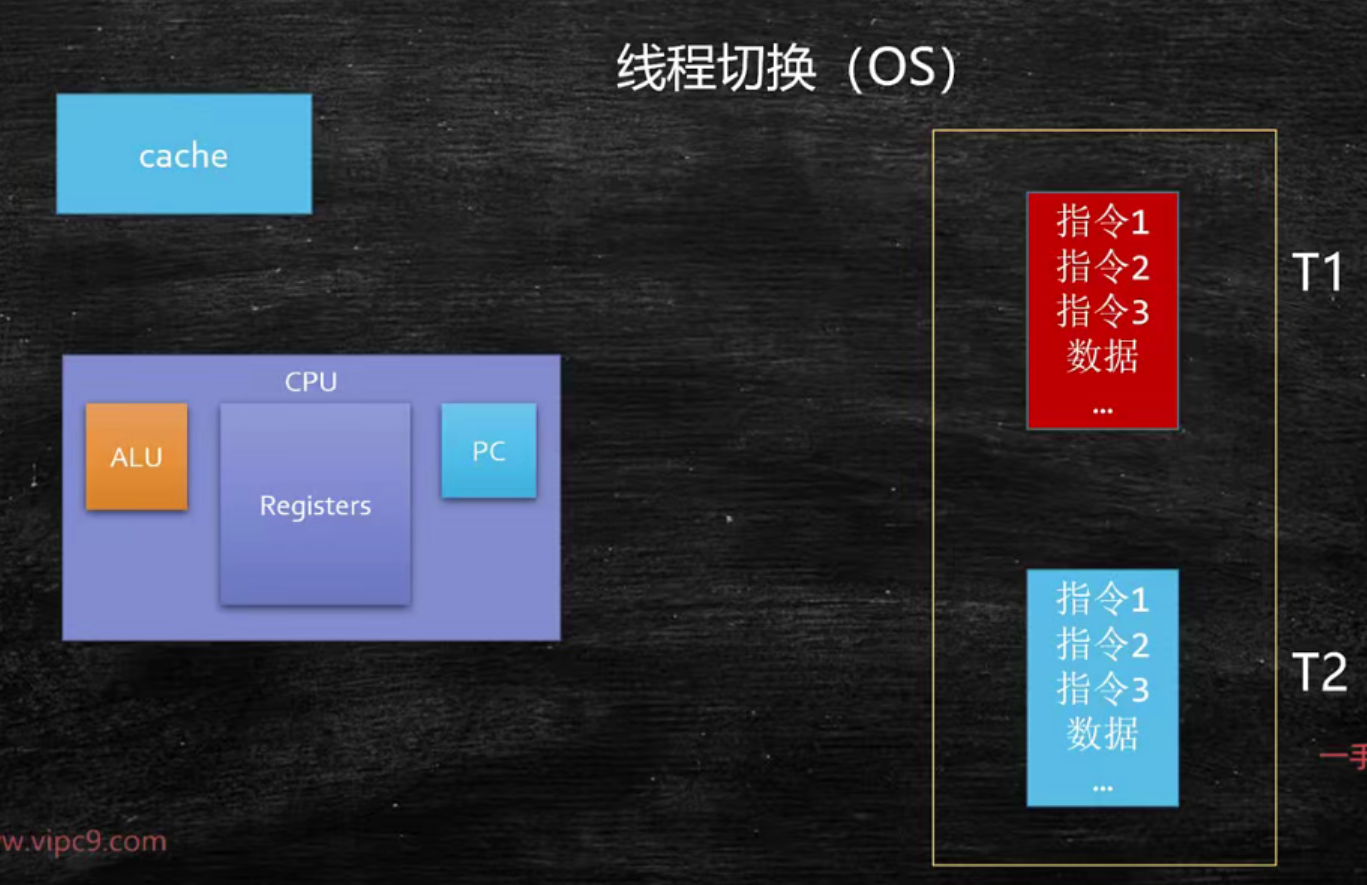 线程切换（OS）
cache
CPU
ALU
Registers
PC
指令1
指令2
指令3
数据
...
T1
指令1
指令2
指令3
数据
...
T2
一手
w.vipc9.com